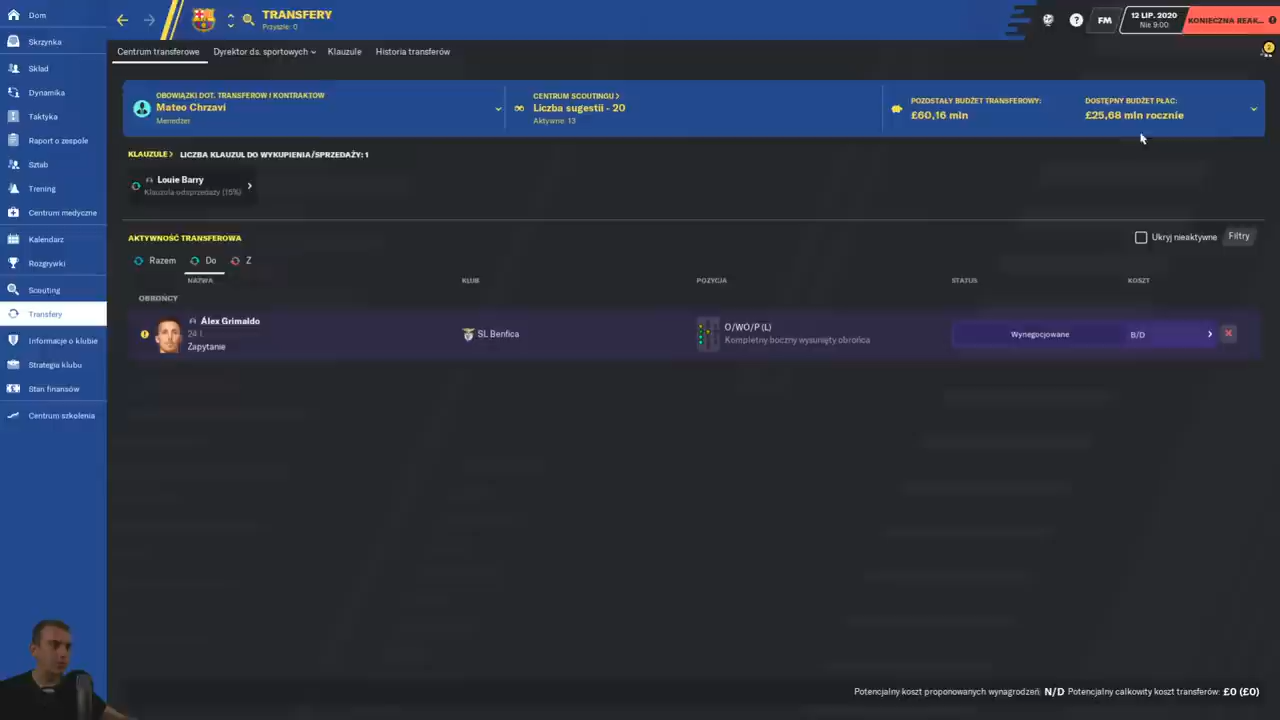 Dom
Skrzynka
Skład
Dynamika
Taktyka
Raport o zespole
Sztab
Trening
Centrum medyczne
Kalendarz
Rozgrywki
Scouting
Transfery
Informacje o klubie
Strategia klubu
Stan finansów
Centrum szkolenia
TRANSFERY
Przyszłe: 0
FM
12 LIP. 2020
Nie 9:00
KONIECZNA REAK...
Centrum transferowe
Dyrektor ds. sportowych
Klauzule
Historia transferów
2
OBOWIĄZKI DOT. TRANSFERÓW I KONTRAKTÓW
Mateo Chrzavi
Menedżer
CENTRUM SCOUTINGU >
Liczba sugestii - 20
Aktywne: 13
POZOSTAŁY BUDŻET TRANSFEROWY:
£60,16 mln
DOSTĘPNY BUDŻET PŁAC:
£25,68 mln rocznie
KLAUZULE > LICZBA KLAUZUL DO WYKUPIENIA/SPRZEDAŻY: 1
Louie Barry
Klauzola odsprzedaży (15%)
AKTYWNOŚĆ TRANSFEROWA
Ukryj nieaktywne
Filtry
Razem
Do
Z
NAZWA
KLUB
POZYCJA
STATUS
KOSZT
OBROŃCY
Álex Grimaldo
24 l.
Zapytanie
SL Benfica
O/WO/P (L)
Kompletny boczny wysunięty obrońca
Wynegocjowane
B/D
Potencjalny koszt proponowanych wynagrodzeń: N/D Potencjalny całkowity koszt transferów: £0 (£0)